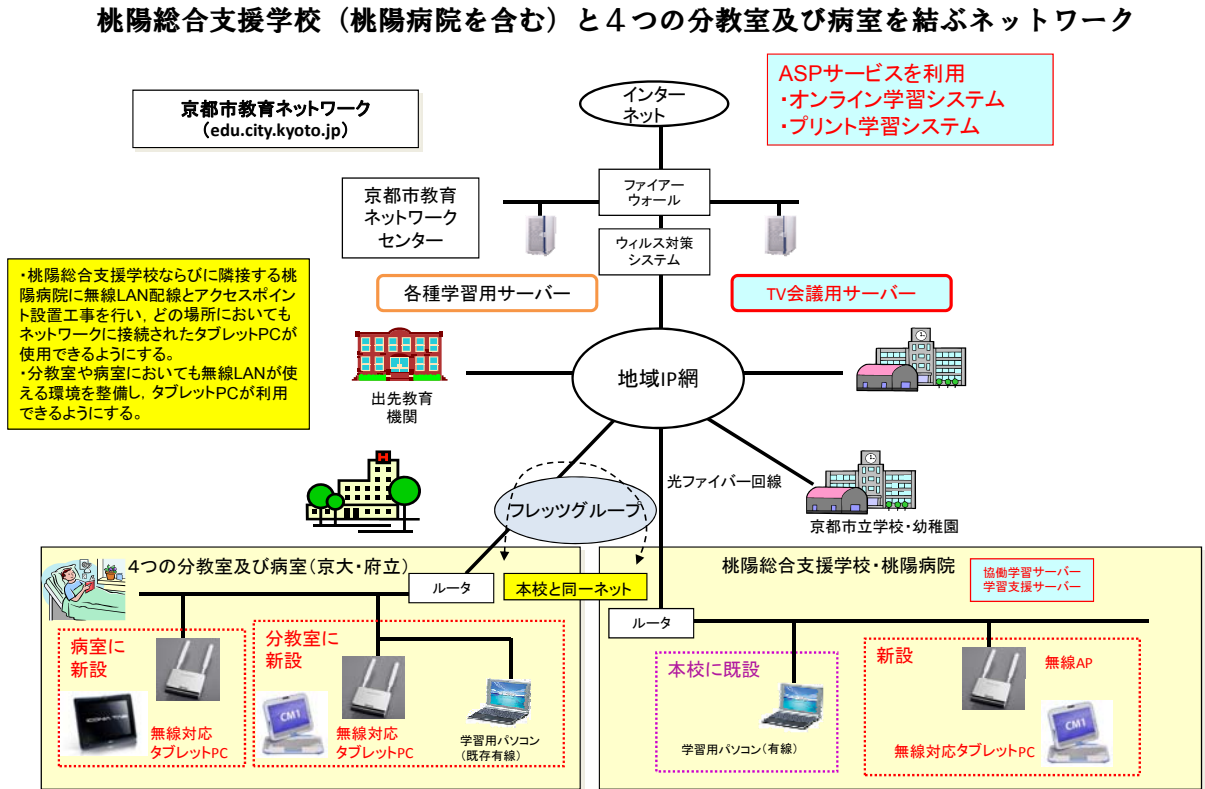 桃陽総合支援学校（桃陽病院を含む）と４つの分教室及び病室を結ぶネットワーク
京都市教育ネットワーク
（edu.city.kyoto.jp）
インター
ネット
ASPサービスを利用
・オンライン学習システム
・プリント学習システム
京都市教育
ネットワーク
センター
ファイアー
ウォール
ウィルス対策
システム
・桃陽総合支援学校ならびに隣接する桃
陽病院に無線LAN配線とアクセスポイン
ト設置工事を行い，どの場所においても
ネットワークに接続されたタブレットPCが
使用できるようにする。
・分教室や病室においても無線LANが使
える環境を整備し，タブレットPCが利用
できるようにする。
各種学習用サーバー
TV会議用サーバー
地域IP網
出先教育
機関
H
光ファイバー回線
フレッツグループ
京都市立学校・幼稚園
4つの分教室及び病室（京大・府立）
ルータ
本校と同一ネット
桃陽総合支援学校・桃陽病院
協働学習サーバー
学習支援サーバー
ルータ
病室に
新設
無線対応
タブレットPC
分教室に
新設
CM1
無線対応
タブレットPC
学習用パソコン
（既存有線）
本校に既設
学習用パソコン（有線）
新設
無線AP
CM1
無線対応タブレットPC